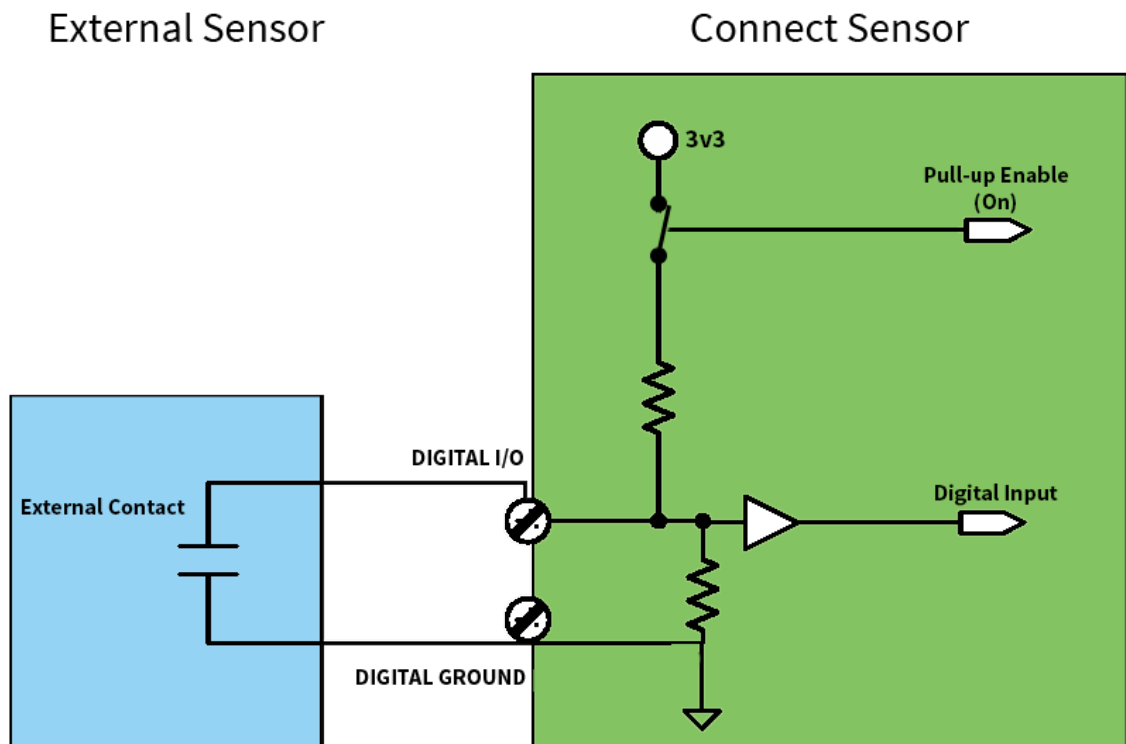 External Sensor
Connect Sensor
3v3
Pull-up Enable
(On)
DIGITAL I/O
External Contact
Digital Input
DIGITAL GROUND